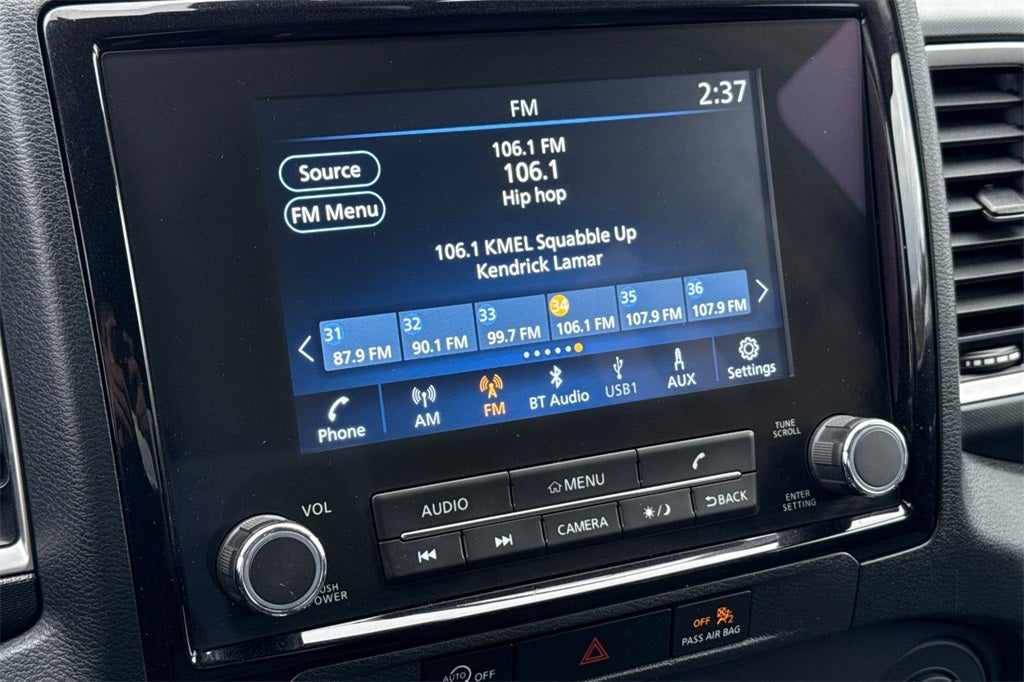 FM
2:37
Source
FM Menu
106.1 FM
106.1
Hip hop
106.1 KMEL Squabble Up
Kendrick Lamar
31
87.9 FM
32
90.1 FM
33
99.7 FM
34
106.1 FM
35
107.9 FM
36
107.9 FM
Phone
AM
FM
BT Audio
USB1
AUX
Settings
TUNE
SCROLL
VOL
AUDIO
MENU
CAMERA
BACK
ENTER
SETTING
PUSH
POWER
AUTO OFF
OFF 2
PASS AIR BAG